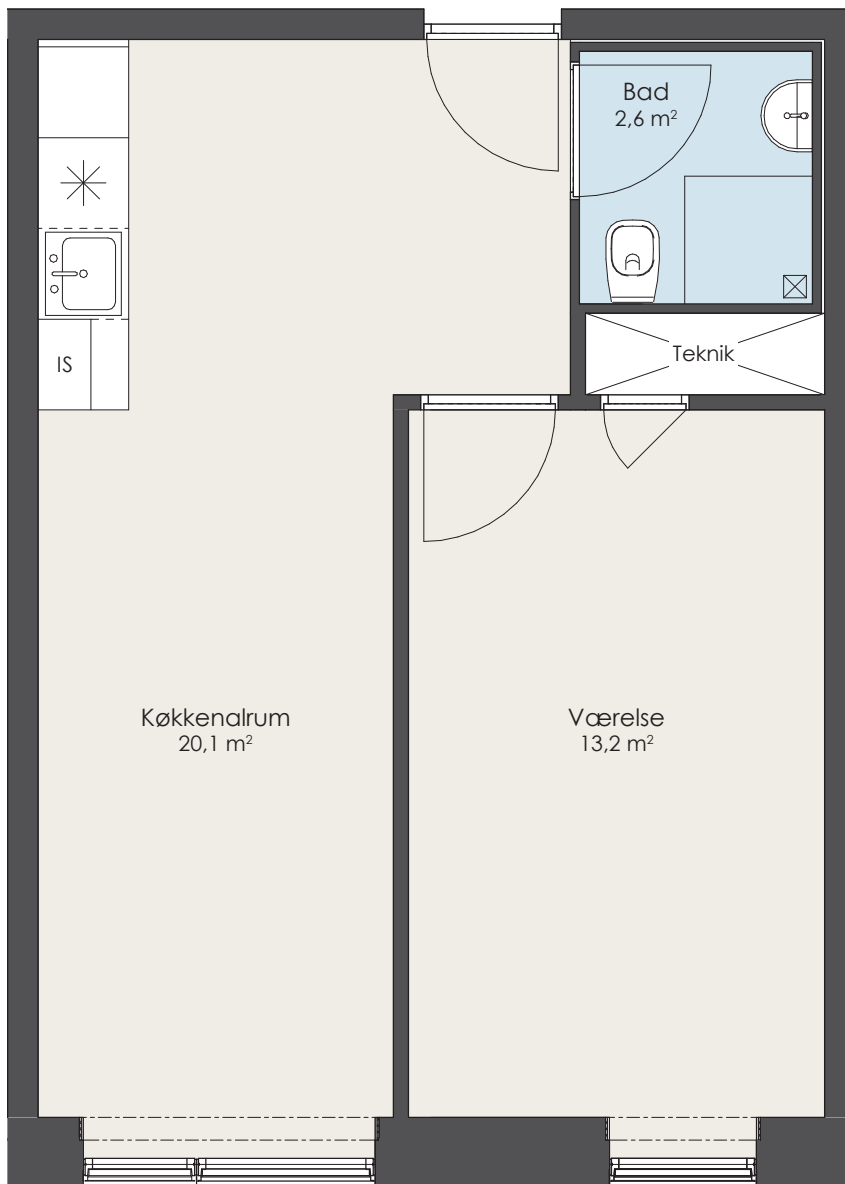 Bad
2,6 m²
IS
Teknik
Køkkenalrum
20,1 m²
Værelse
13,2 m²